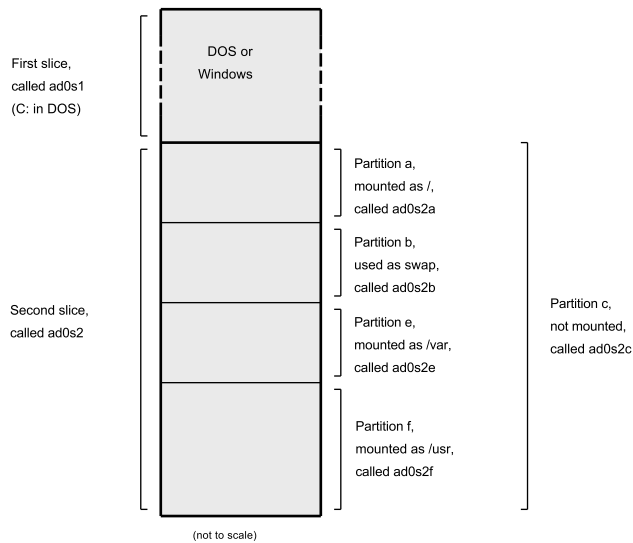 DOS or
Windows
First slice,
called ad0s1
(C: in DOS)
Partition a,
mounted as /,
called ad0s2a
Partition b,
used as swap,
called ad0s2b
Second slice,
called ad0s2
Partition c,
not mounted,
called ad0s2c
Partition e,
mounted as /var,
called ad0s2e
Partition f,
mounted as /usr,
called ad0s2f
(not to scale)